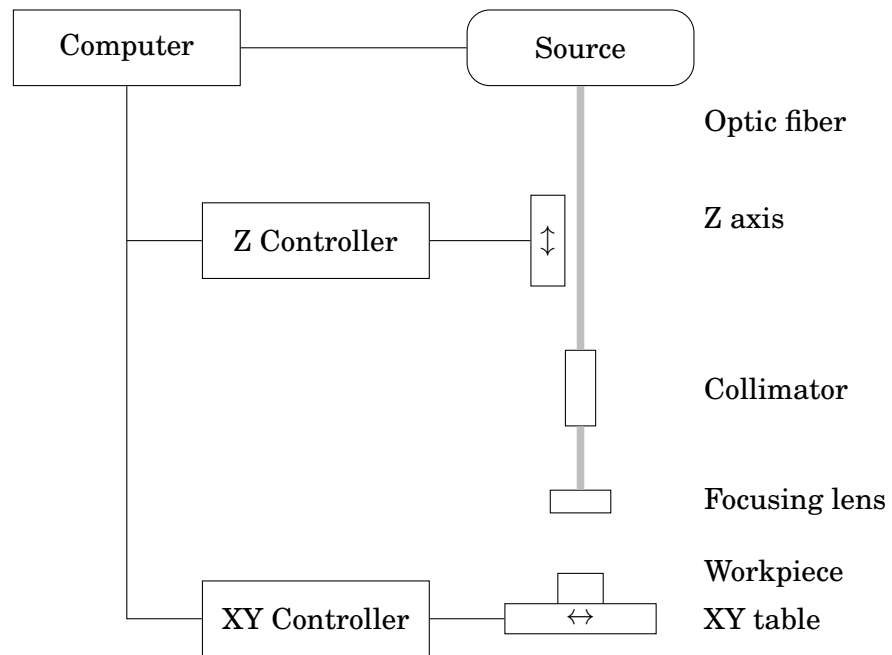 Computer
Source
Optic fiber
Z axis
Z Controller
↕
Collimator
Focusing lens
Workpiece
XY Controller
↔
XY table